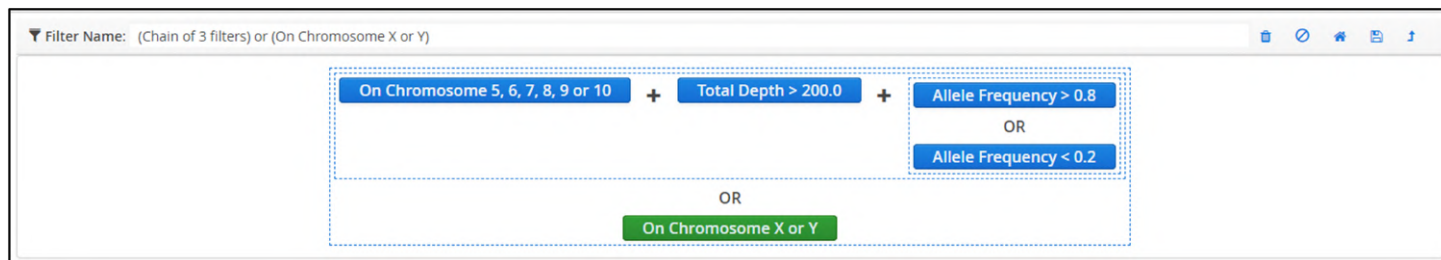 Filter Name: (Chain of 3 filters) or (On Chromosome X or Y)
On Chromosome 5, 6, 7, 8, 9 or 10 + Total Depth > 200.0 + Allele Frequency > 0.8
OR
Allele Frequency < 0.2
OR
On Chromosome X or Y